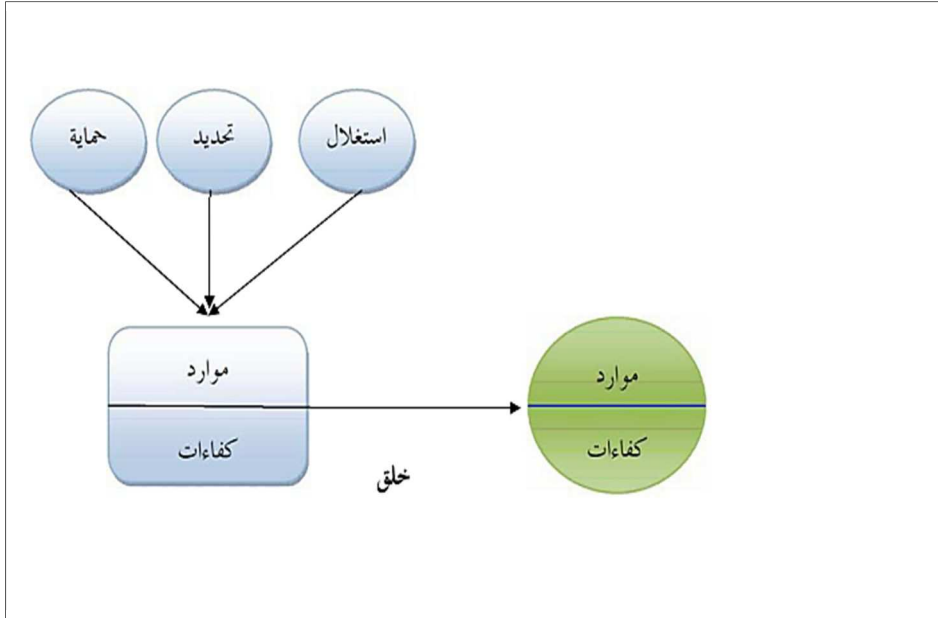 استغلال
تحديد
حماية
موارد
كفاءات
خلق
موارد
كفاءات